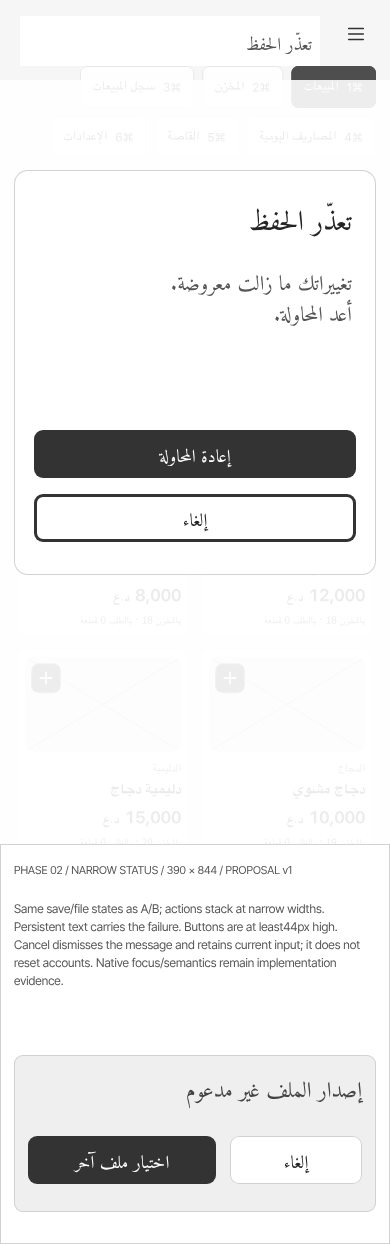 تعذّر الحفظ
⌘1 المبيعات
⌘2 المخزن
⌘3 سجل المبيعات
⌘4 المصاريف اليومية
⌘5 القاصة
⌘6 الإعدادات
تعذّر الحفظ
تغييراتك ما زالت معروضة.
أعد المحاولة.
إعادة المحاولة
إلغاء
12,000 د.ع
8,000 د.ع
الدجاج
دجاج مشوي
10,000 د.ع
الدليمية
دليمية دجاج
15,000 د.ع
PHASE 02 / NARROW STATUS / 390 × 844 / PROPOSAL v1
Same save/file states as A/B; actions stack at narrow widths.
Persistent text carries the failure. Buttons are at least44px high.
Cancel dismisses the message and retains current input; it does not
reset accounts. Native focus/semantics remain implementation
evidence.
إصدار الملف غير مدعوم
إلغاء
اختيار ملف آخر